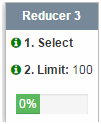 Reducer 3
1. Select
2. Limit: 100
0%